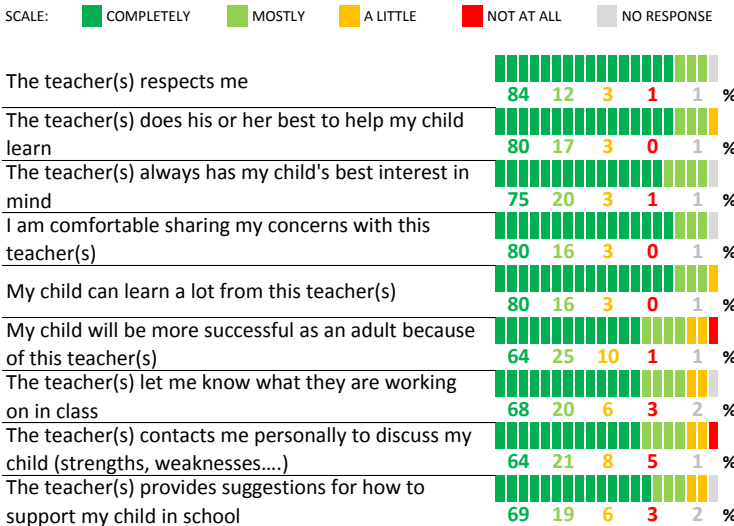 SCALE: COMPLETELY MOSTLY A LITTLE NOT AT ALL NO RESPONSE
The teacher(s) respects me
84 12 3 1 1 %
The teacher(s) does his or her best to help my child
learn
80 17 3 0 1 %
The teacher(s) always has my child's best interest in
mind
75 20 3 1 1 %
I am comfortable sharing my concerns with this
teacher(s)
80 16 3 0 1 %
My child can learn a lot from this teacher(s)
80 16 3 0 1 %
My child will be more successful as an adult because
of this teacher(s)
64 25 10 1 1 %
The teacher(s) let me know what they are working
on in class
68 20 6 3 2 %
The teacher(s) contacts me personally to discuss my
child (strengths, weaknesses....)
64 21 8 5 1 %
The teacher(s) provides suggestions for how to
support my child in school
69 19 6 3 2 %